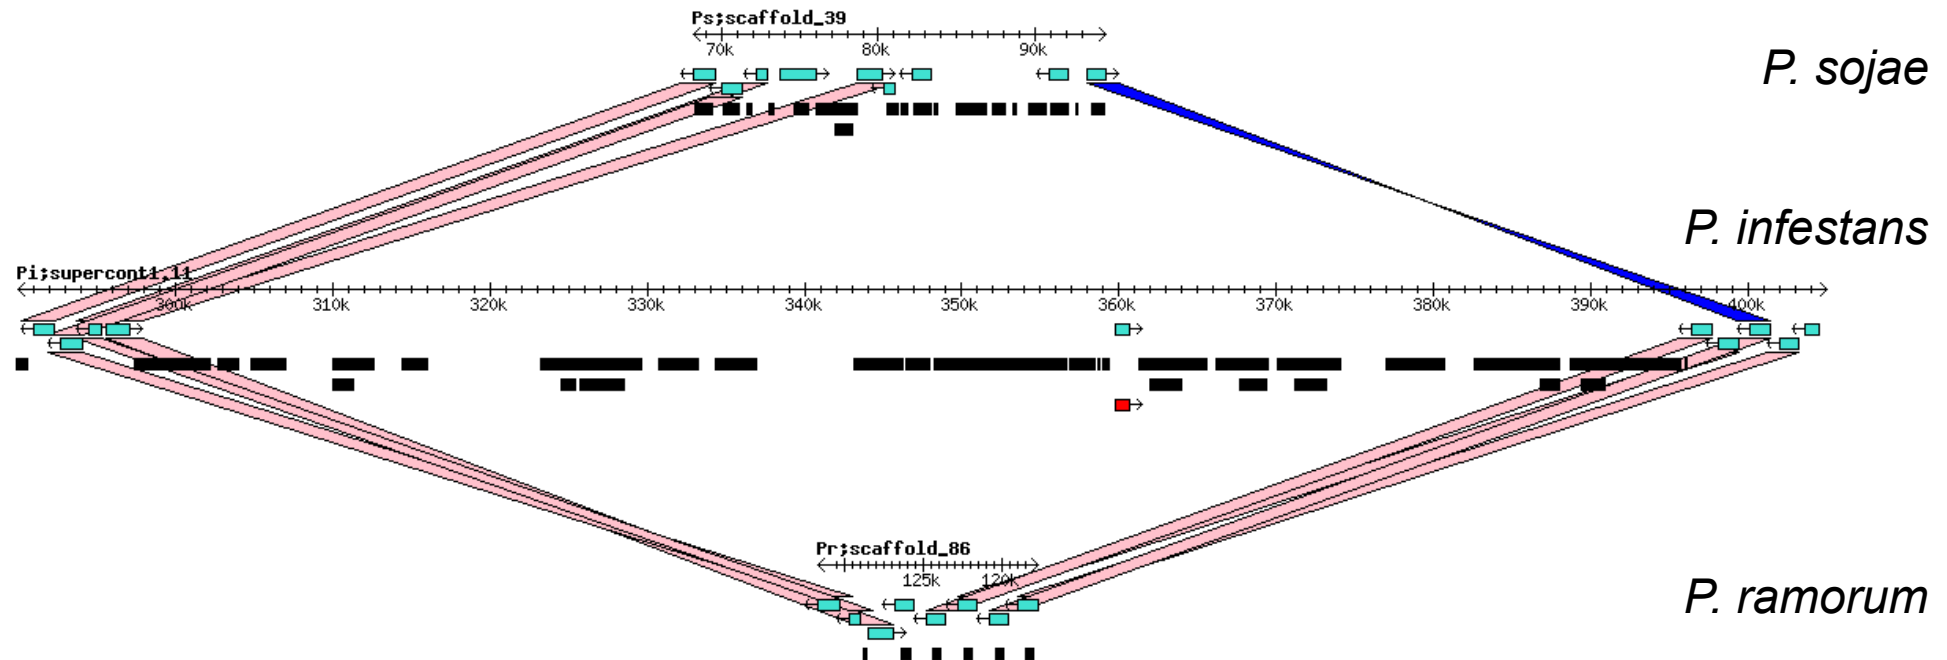 Ps;scaffold_39
70k 80k 90k
P. sojae
P. infestans
Pi;supercont1.11
300k 310k 320k 330k 340k 350k 360k 370k 380k 390k 400k
Pr;scaffold_86
125k 120k
P. ramorum